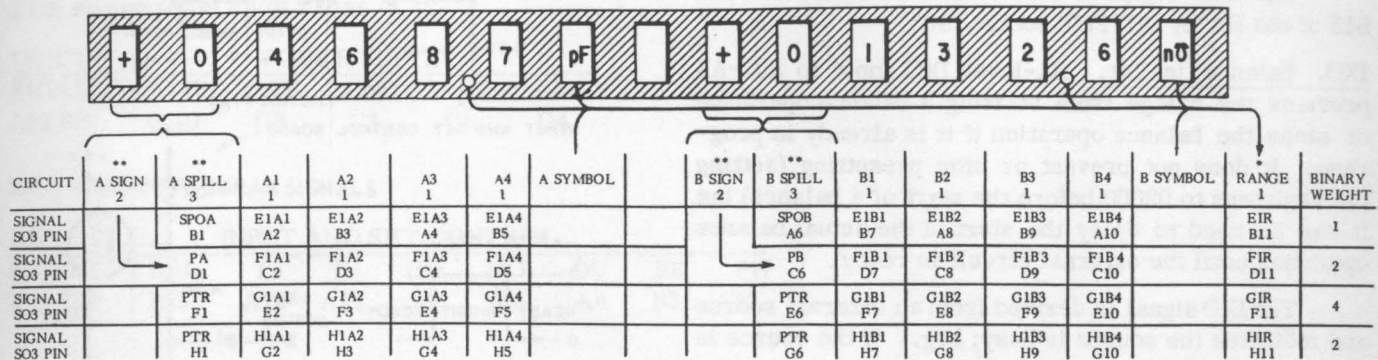 + 0 4 6 8 7 pF + 0 1 3 2 6 n℧
** ** ** **
CIRCUIT A SIGN A SPILL A1 A2 A3 A4 A SYMBOL B SIGN B SPILL B1 B2 B3 B4 B SYMBOL RANGE BINARY
2 3 1 1 1 1 2 3 1 1 1 1 1 WEIGHT
SIGNAL SPOA E1A1 E1A2 E1A3 E1A4 SPOB E1B1 E1B2 E1B3 E1B4 EIR
SO3 PIN B1 A2 B3 A4 B5 A6 B7 A8 B9 A10 B11 1
SIGNAL PA F1A1 F1A2 F1A3 F1A4 PB F1B1 F1B2 F1B3 F1B4 FIR
SO3 PIN D1 C2 D3 C4 D5 C6 D7 C8 D9 C10 D11 2
SIGNAL PTR G1A1 G1A2 G1A3 G1A4 PTR G1B1 G1B2 G1B3 G1B4 GIR
SO3 PIN F1 E2 F3 E4 F5 E6 F7 E8 F9 E10 F11 4
SIGNAL PTR H1A1 H1A2 H1A3 H1A4 PTR H1B1 H1B2 H1B3 H1B4 HIR
SO3 PIN H1 G2 H3 G4 H5 G6 H7 G8 H9 G10 H11 2